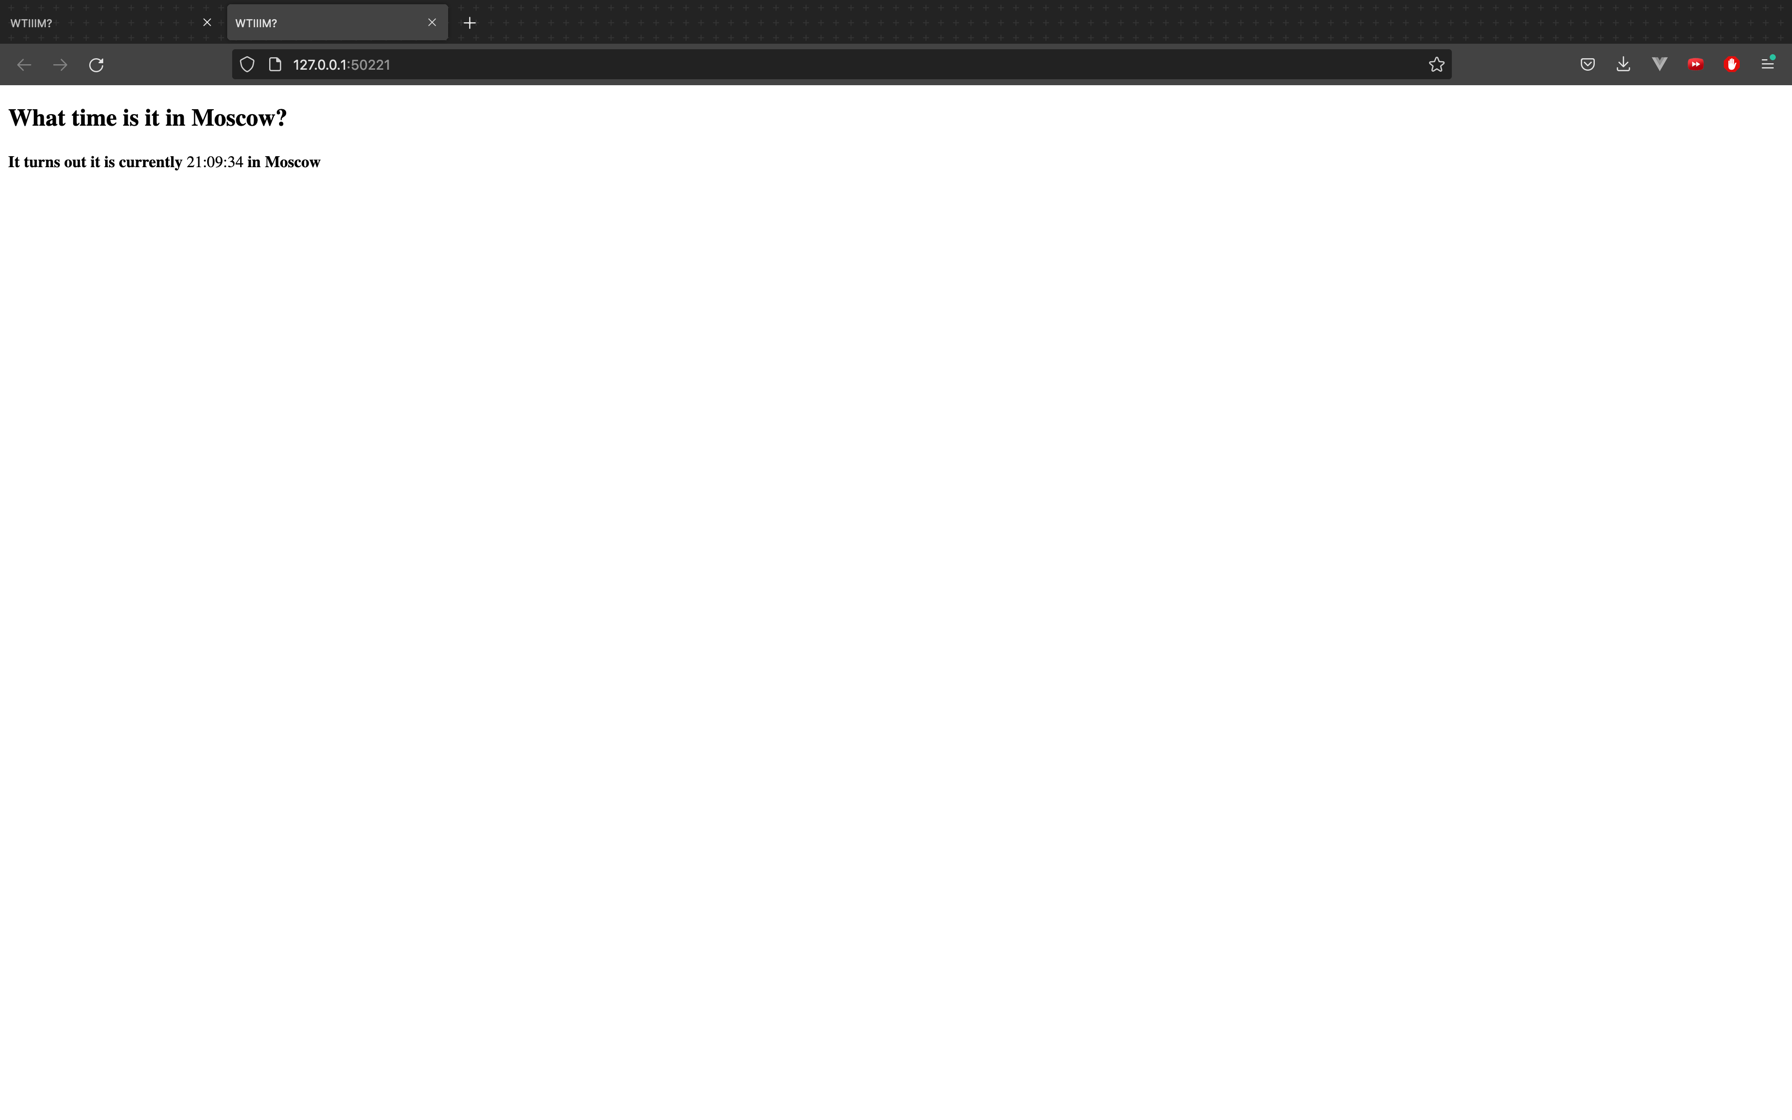 WTIIIM?
WTIIIM?
127.0.0.1:50221
What time is it in Moscow?
It turns out it is currently 21:09:34 in Moscow